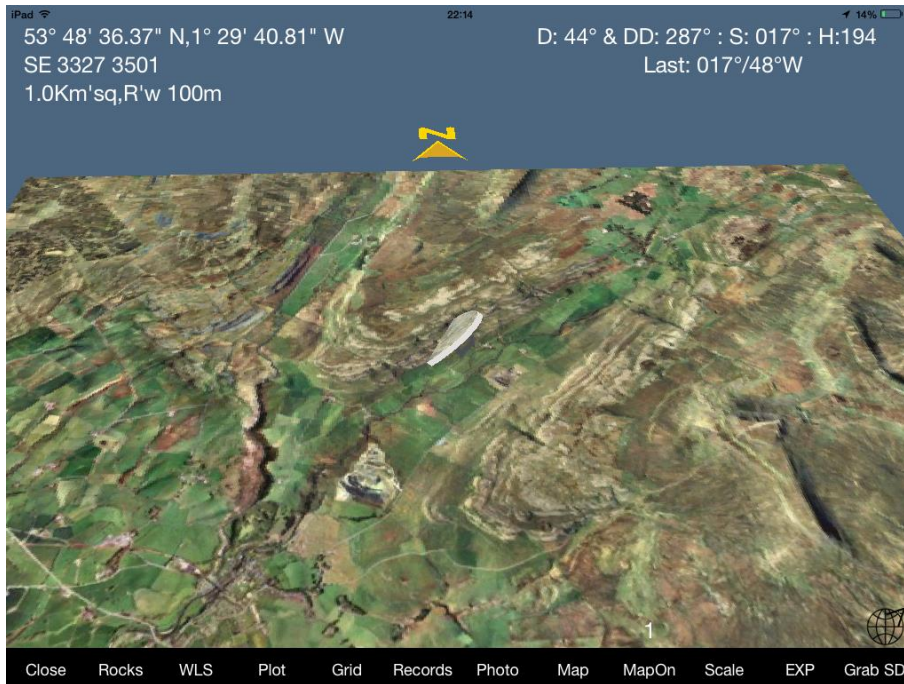 iPad 22:14 14%
53° 48' 36.37" N,1° 29' 40.81" W
D: 44° & DD: 287° : S: 017° : H:194
SE 3327 3501
Last: 017°/48°W
1.0Km'sq,R'w 100m
N
1
Close Rocks WLS Plot Grid Records Photo Map MapOn Scale EXP Grab SD